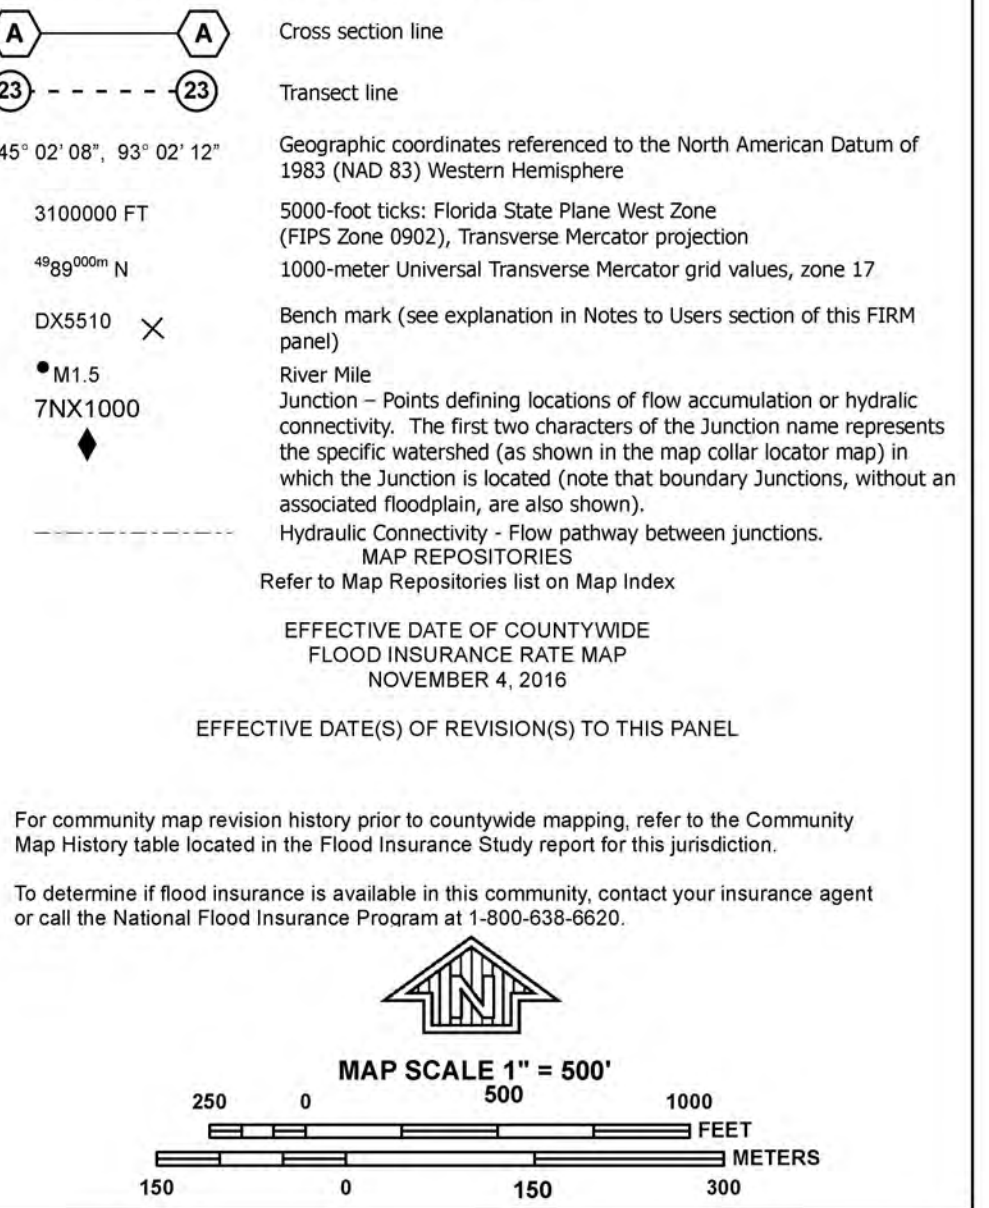 A A Cross section line
23 23 Transect line
45° 02' 08", 93° 02' 12" Geographic coordinates referenced to the North American Datum of
1983 (NAD 83) Western Hemisphere
3100000 FT 5000-foot ticks: Florida State Plane West Zone
(FIPS Zone 0902), Transverse Mercator projection
4989000m N 1000-meter Universal Transverse Mercator grid values, zone 17
DX5510 Bench mark (see explanation in Notes to Users section of this FIRM
panel)
M1.5 River Mile
7NX1000 Junction – Points defining locations of flow accumulation or hydralic
connectivity. The first two characters of the Junction name represents
the specific watershed (as shown in the map collar locator map) in
which the Junction is located (note that boundary Junctions, without an
associated floodplain, are also shown).
Hydraulic Connectivity - Flow pathway between junctions.
MAP REPOSITORIES
Refer to Map Repositories list on Map Index
EFFECTIVE DATE OF COUNTYWIDE
FLOOD INSURANCE RATE MAP
NOVEMBER 4, 2016
EFFECTIVE DATE(S) OF REVISION(S) TO THIS PANEL
For community map revision history prior to countywide mapping, refer to the Community
Map History table located in the Flood Insurance Study report for this jurisdiction.
To determine if flood insurance is available in this community, contact your insurance agent
or call the National Flood Insurance Program at 1-800-638-6620.
N
MAP SCALE 1" = 500'
250 0 500 1000
FEET
METERS
150 0 150 300